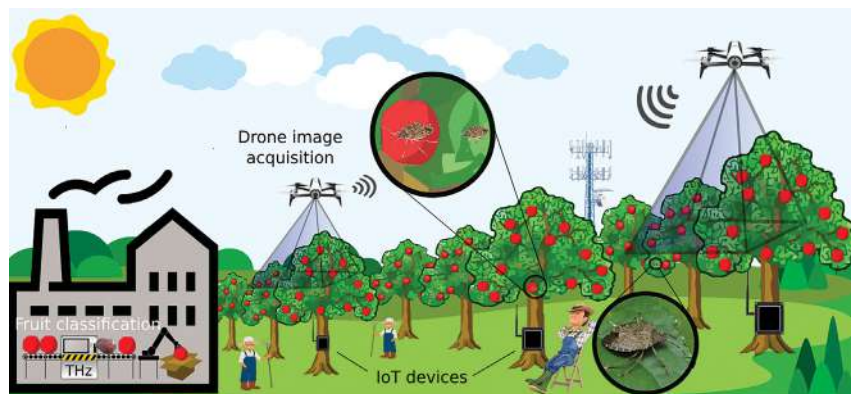 Drone image
acquisition
Fruit classification
THz
IoT devices